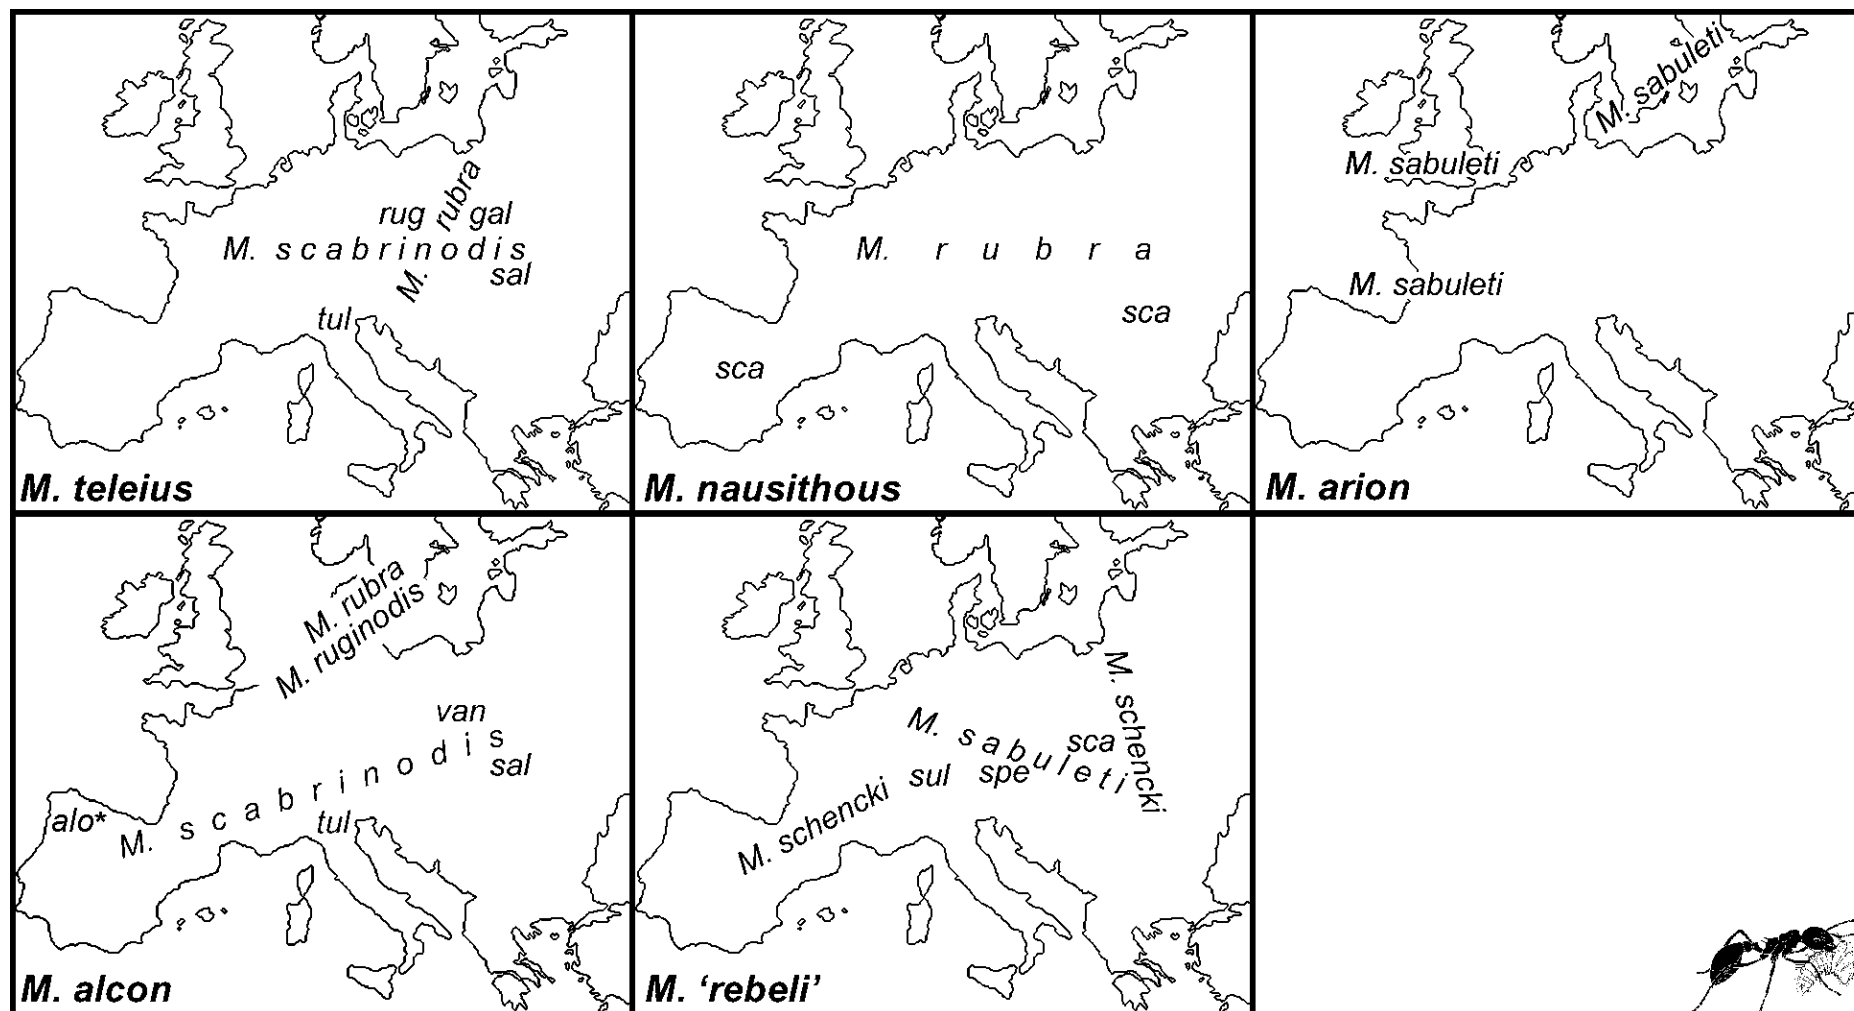 rug
M. rubra
gal
M. scabrinodis
sal
tul
M. teleius
M. rubra
sca
sca
M. nausithous
M. sabuleti
M. sabuleti
M. sabuleti
M. arion
M. rubra
M. ruginodis
van
M. scabrinodis
sal
alo*
tul
M. alcon
M. schencki
M. sabuleti
sca
sul
spe
M. schencki
M. ‘rebeli’